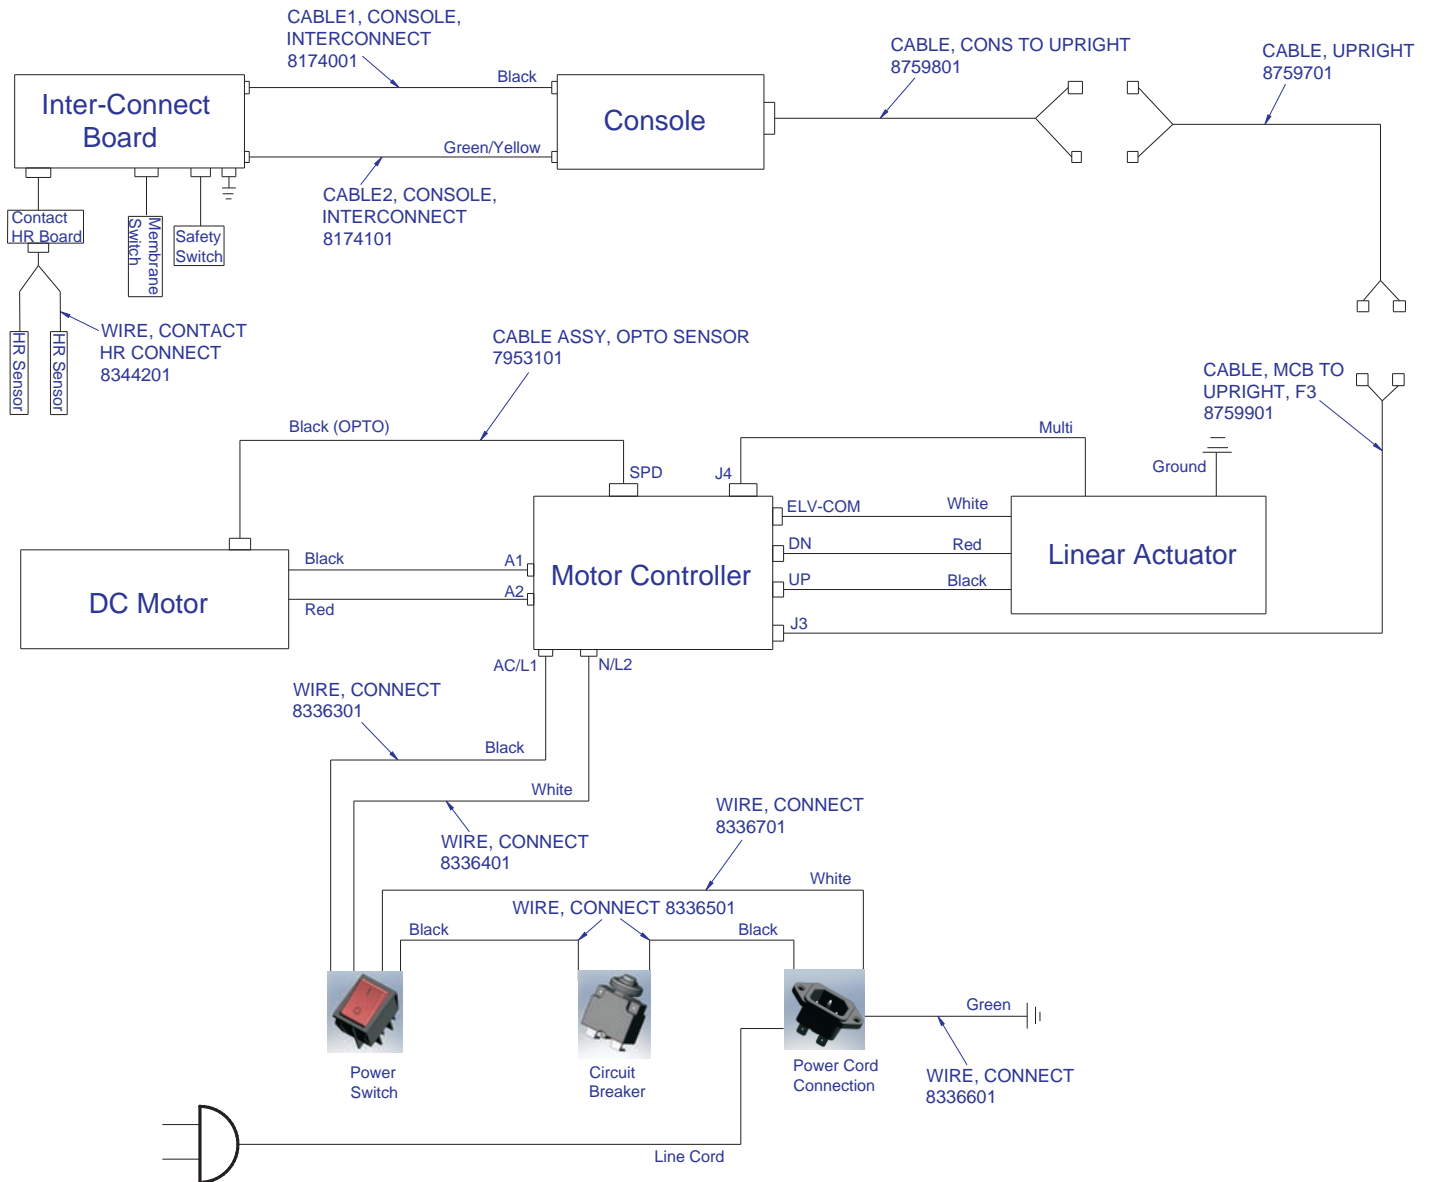 CABLE1, CONSOLE,
INTERCONNECT
8174001
CABLE, CONS TO UPRIGHT
8759801
CABLE, UPRIGHT
8759701
Black
Inter-Connect
Board
Console
Green/Yellow
CABLE2, CONSOLE,
INTERCONNECT
8174101
Contact
HR Board
Membrane
Switch
Safety
Switch
WIRE, CONTACT
HR CONNECT
8344201
HR Sensor
HR Sensor
CABLE ASSY, OPTO SENSOR
7953101
CABLE, MCB TO
UPRIGHT, F3
8759901
Black (OPTO)
Multi
SPD
J4
Ground
ELV-COM
White
DN
Red
UP
Black
J3
Linear Actuator
Motor Controller
DC Motor
Black
A1
A2
Red
AC/L1
N/L2
WIRE, CONNECT
8336301
Black
White
WIRE, CONNECT
8336401
WIRE, CONNECT
8336701
White
WIRE, CONNECT 8336501
Black
Black
Green
Power
Switch
Circuit
Breaker
Power Cord
Connection
WIRE, CONNECT
8336601
Line Cord